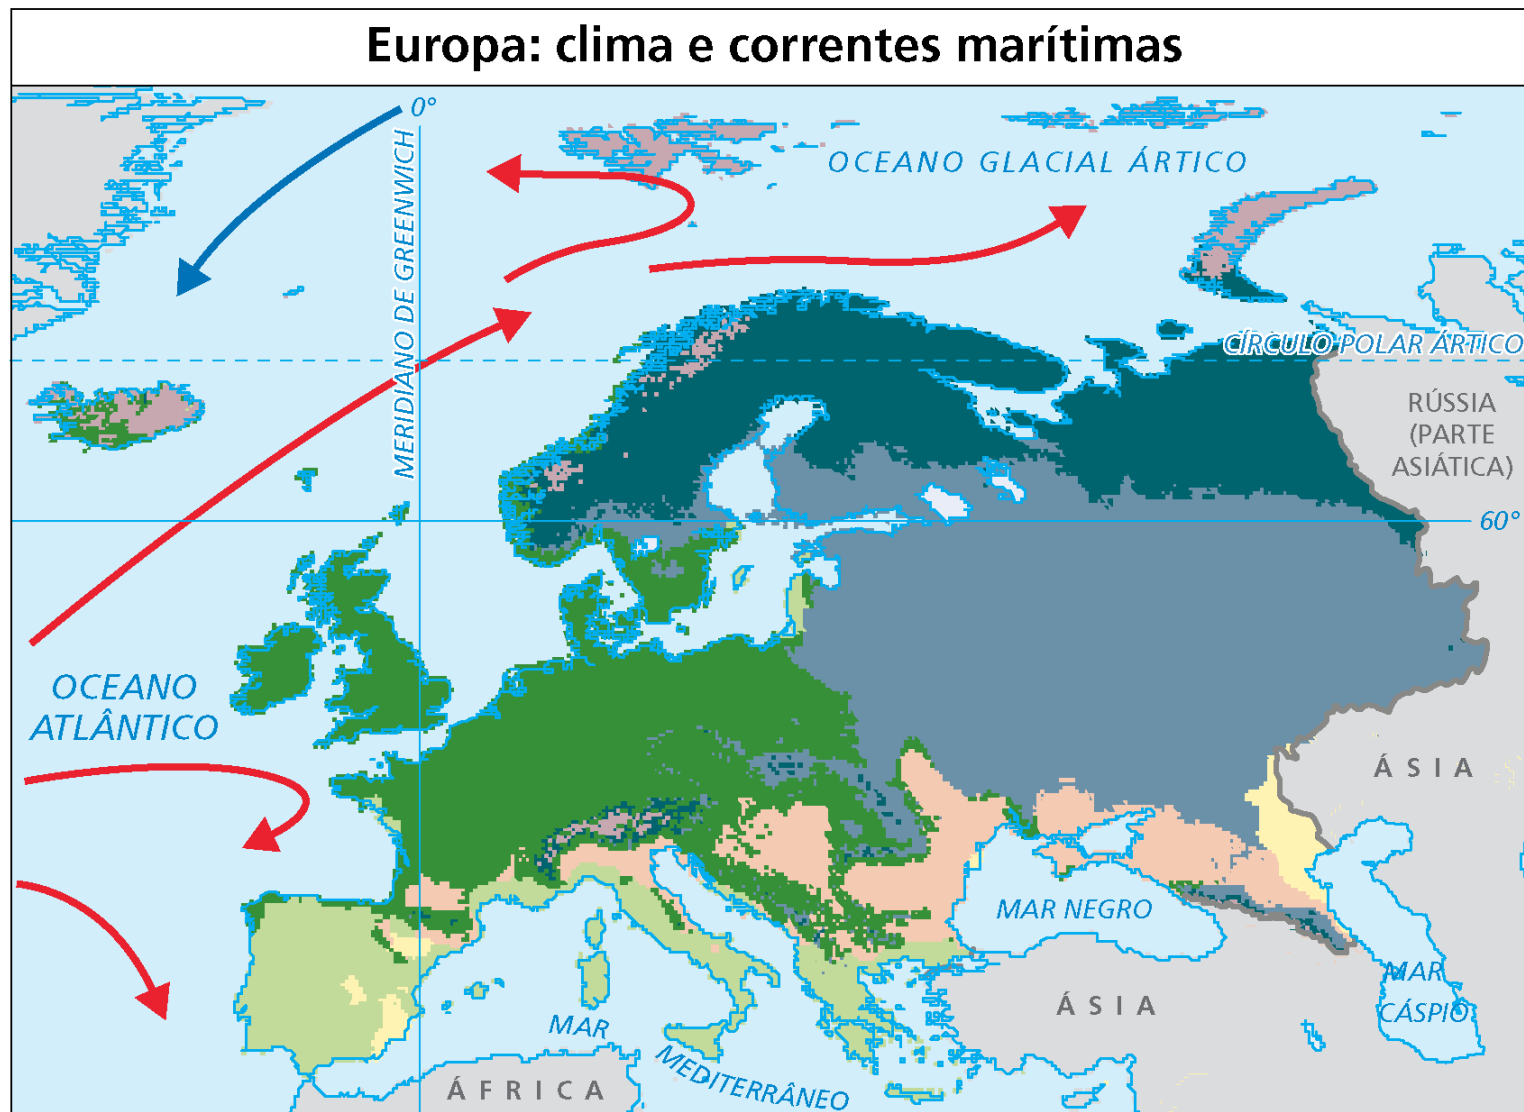 Europa: clima e correntes marítimas
0°
MERIDIANO DE GREENWICH
OCEANO GLACIAL ÁRTICO
CÍRCULO POLAR ÁRTICO
RÚSSIA
(PARTE
ASIÁTICA)
60°
OCEANO
ATLÂNTICO
ÁSIA
MAR NEGRO
MAR
CÁSPIO
ÁSIA
MAR
MEDITERRÂNEO
ÁFRICA